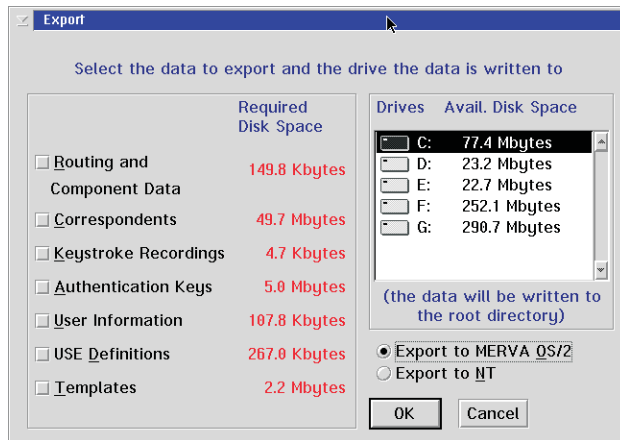 Export
Select the data to export and the drive the data is written to
Required
Disk Space
Routing and
Component Data
149.8 Kbytes
Correspondents 49.7 Mbytes
Keystroke Recordings 4.7 Kbytes
Authentication Keys 5.0 Mbytes
User Information 107.8 Kbytes
USE Definitions 267.0 Kbytes
Templates 2.2 Mbytes
Drives Avail. Disk Space
C: 77.4 Mbytes
D: 23.2 Mbytes
E: 22.7 Mbytes
F: 252.1 Mbytes
G: 290.7 Mbytes
(the data will be written to
the root directory)
Export to MERVA OS/2
Export to NT
OK Cancel